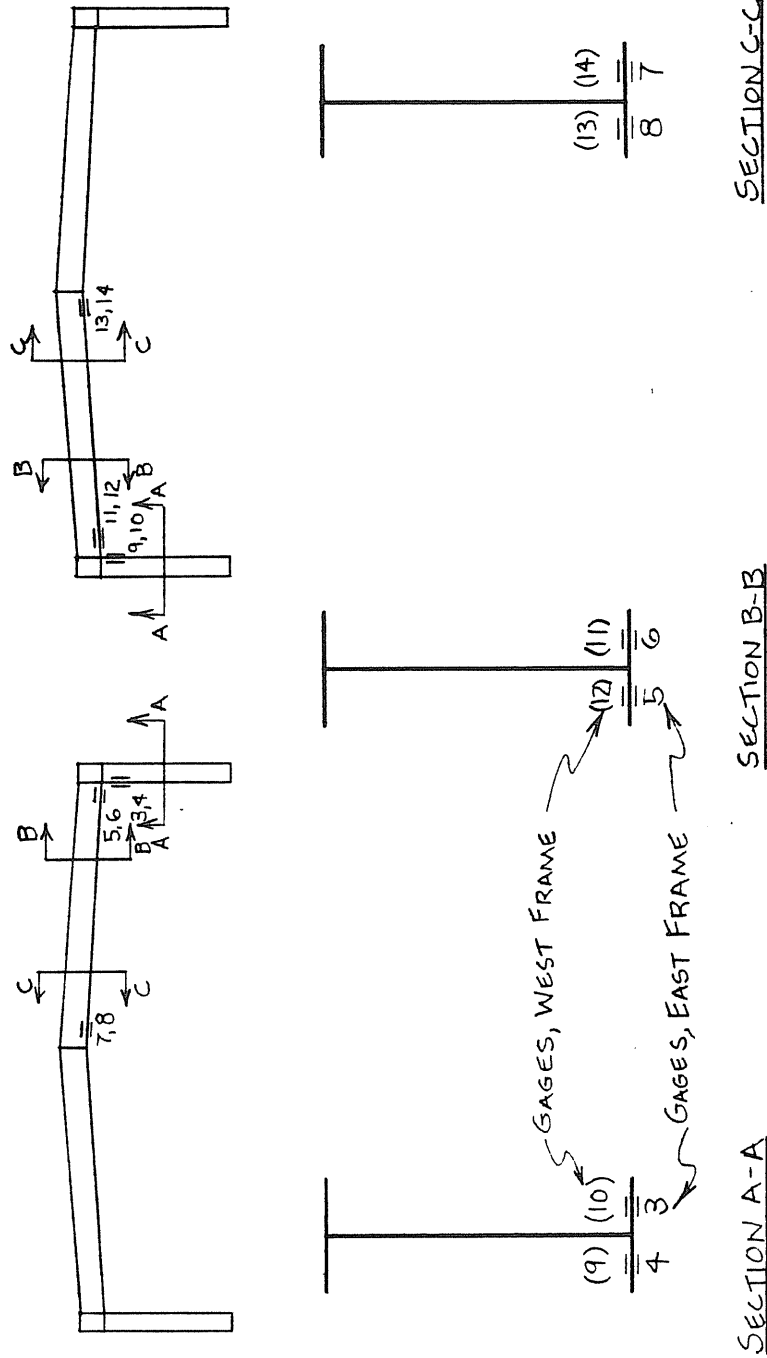 C
C
B
B
7,8
5,6
3,4
A
A
B
B
C
C
13,14
11,12
9,10
A
A
(9) (10)
4 3
SECTION A-A
GAGES, WEST FRAME
GAGES, EAST FRAME
(12) (11)
5 6
SECTION B-B
(13) (14)
8 7
SECTION C-C